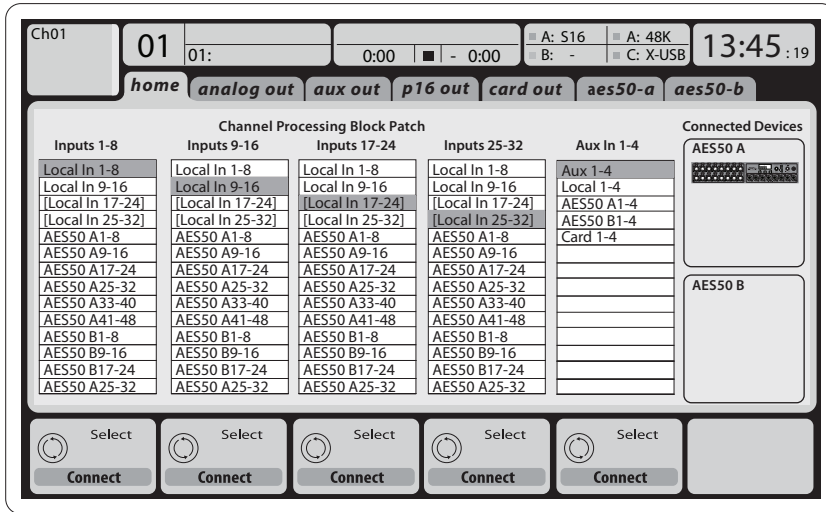 Ch01
01
01:
0:00 - 0:00
A: S16 A: 48K
B: - C: X-USB
13:45 :19
home analog out aux out p16 out card out aes50-a aes50-b
Channel Processing Block Patch
Connected Devices
Inputs 1-8 Inputs 9-16 Inputs 17-24 Inputs 25-32 Aux In 1-4
AES50 A
Local In 1-8 Local In 1-8 Local In 1-8 Local In 1-8 Aux 1-4
Local In 9-16 Local In 9-16 Local In 9-16 Local In 9-16 Local 1-4
[Local In 17-24] [Local In 17-24] [Local In 17-24] [Local In 17-24] AES50 A1-4
[Local In 25-32] [Local In 25-32] [Local In 25-32] [Local In 25-32] AES50 B1-4
AES50 A1-8 AES50 A1-8 AES50 A1-8 AES50 A1-8 Card 1-4
AES50 A9-16 AES50 A9-16 AES50 A9-16 AES50 A9-16
AES50 A17-24 AES50 A17-24 AES50 A17-24 AES50 A17-24
AES50 A25-32 AES50 A25-32 AES50 A25-32 AES50 A25-32
AES50 B
AES50 A33-40 AES50 A33-40 AES50 A33-40 AES50 A33-40
AES50 A41-48 AES50 A41-48 AES50 A41-48 AES50 A41-48
AES50 B1-8 AES50 B1-8 AES50 B1-8 AES50 B1-8
AES50 B9-16 AES50 B9-16 AES50 B9-16 AES50 B9-16
AES50 B17-24 AES50 B17-24 AES50 B17-24 AES50 B17-24
AES50 A25-32 AES50 A25-32 AES50 A25-32 AES50 A25-32
Select Select Select Select Select
Connect Connect Connect Connect Connect